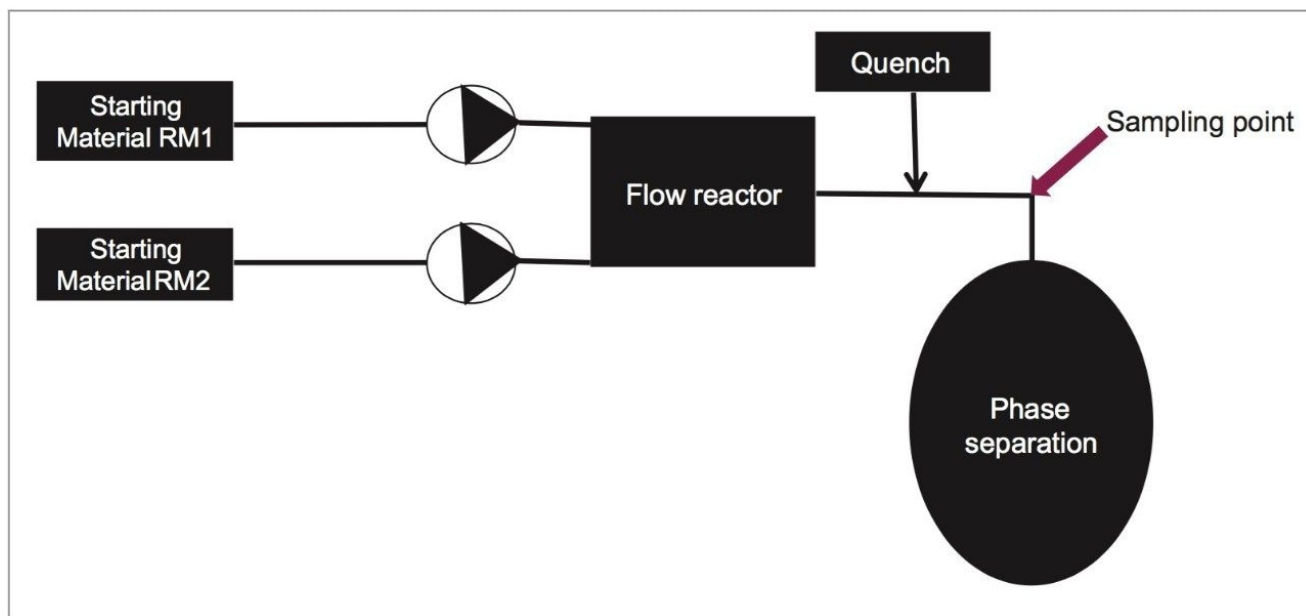 Starting
Material RM1
Quench
Sampling point
Flow reactor
Starting
Material RM2
Phase
separation